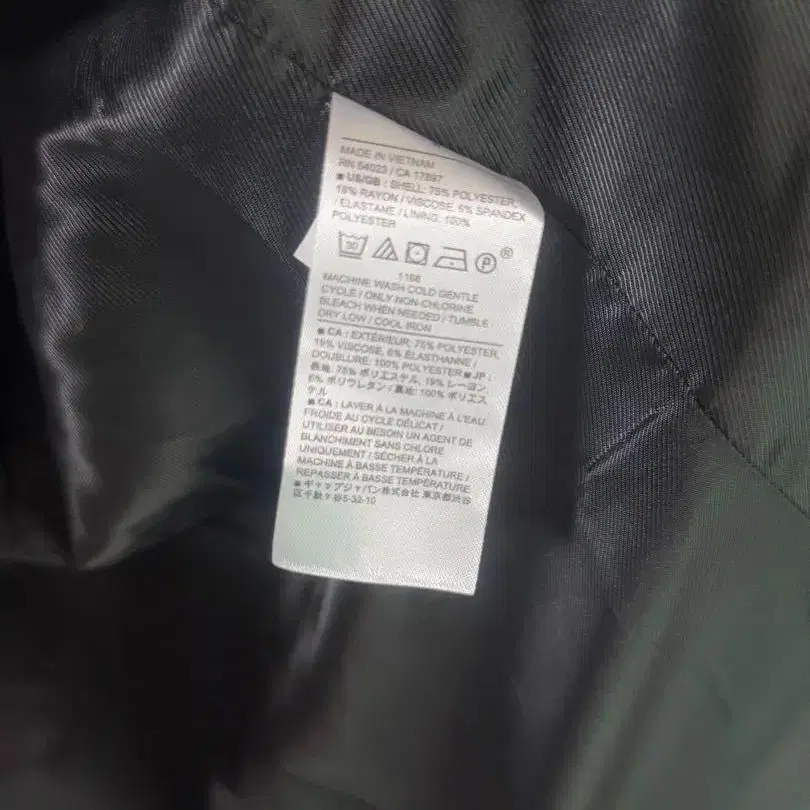 MADE IN VIETNAM
RN 54023 / CA 17897
■ US/GB : SHELL: 75% POLYESTER,
19% RAYON / VISCOSE, 6% SPANDEX
/ ELASTANE / LINING: 100%
POLYESTER
30 P ®
1166
MACHINE WASH COLD GENTLE
CYCLE / ONLY NON-CHLORINE
BLEACH WHEN NEEDED / TUMBLE
DRY LOW / COOL IRON
■ CA : EXTÉRIEUR: 75% POLYESTER,
19% VISCOSE, 6% ÉLASTHANNE /
DOUBLURE: 100% POLYESTER ■ JP :
表地: 75% ポリエステル, 19% レーヨン,
6% ポリウレタン / 裏地: 100% ポリエス
テル
■ CA : LAVER À LA MACHINE À L'EAU
FROIDE AU CYCLE DÉLICAT /
UTILISER AU BESOIN UN AGENT DE
BLANCHIMENT SANS CHLORE
UNIQUEMENT / SÉCHER À LA
MACHINE À BASSE TEMPÉRATURE /
REPASSER À BASSE TEMPÉRATURE
■ ギャップジャパン株式会社 東京都渋谷
区千駄ヶ谷5-32-10